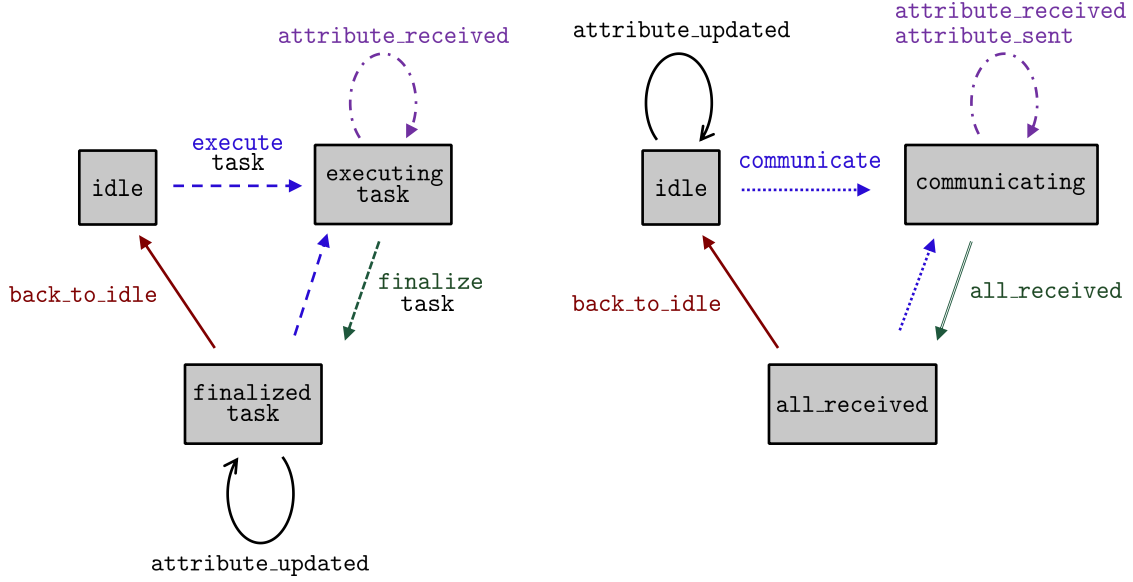 attribute_received
execute
task
idle
executing
task
finalize
task
back_to_idle
finalized
task
attribute_updated
attribute_updated
attribute_received
attribute_sent
communicate
idle
communicating
back_to_idle
all_received
all_received